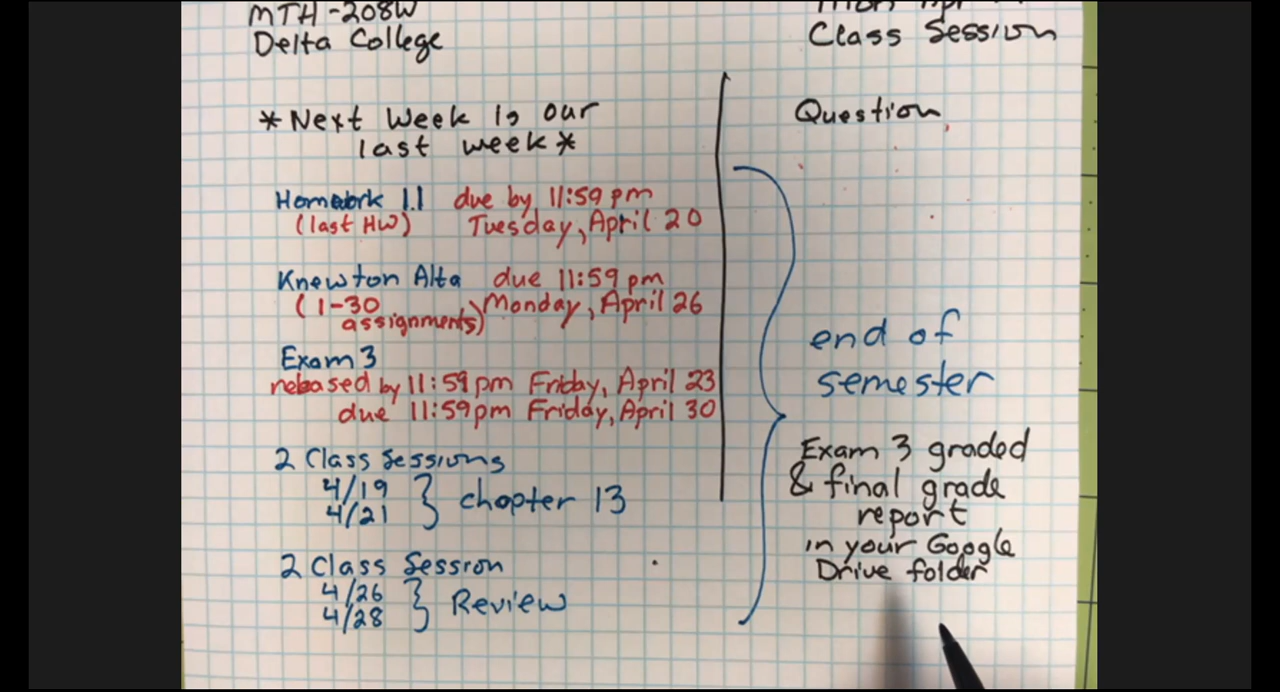 MTH-208W
Delta College
Class Session
*Next Week is our
last week*
Homework 11 due by 11:59 pm
(last HW) Tuesday, April 20
Knewton Alta due 11:59 pm
(1-30 assignments) Monday, April 26
Exam 3
released by 11:59pm Friday, April 23
due 11:59pm Friday, April 30
2 Class Sessions
4/19
4/21
chapter 13
2 Class Session
4/26
4/28
Review
Question
end of
semester
Exam 3 graded
& final grade
report
in your Google
Drive folder